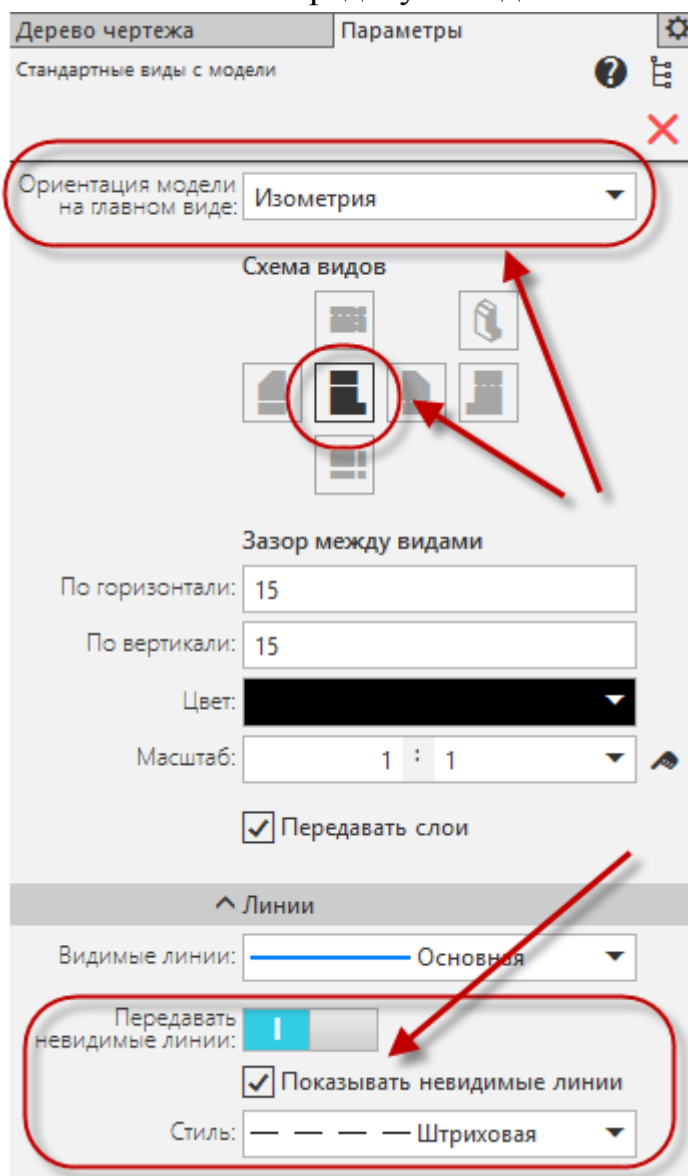 Дерево чертежа
Параметры
Стандартные виды с модели
Ориентация модели
на главном виде:
Изометрия
Схема видов
Зазор между видами
По горизонтали: 15
По вертикали: 15
Цвет:
Масштаб: 1 : 1
Передавать слои
Линии
Видимые линии: Основная
Передавать
невидимые линии:
Показывать невидимые линии
Стиль: Штриховая